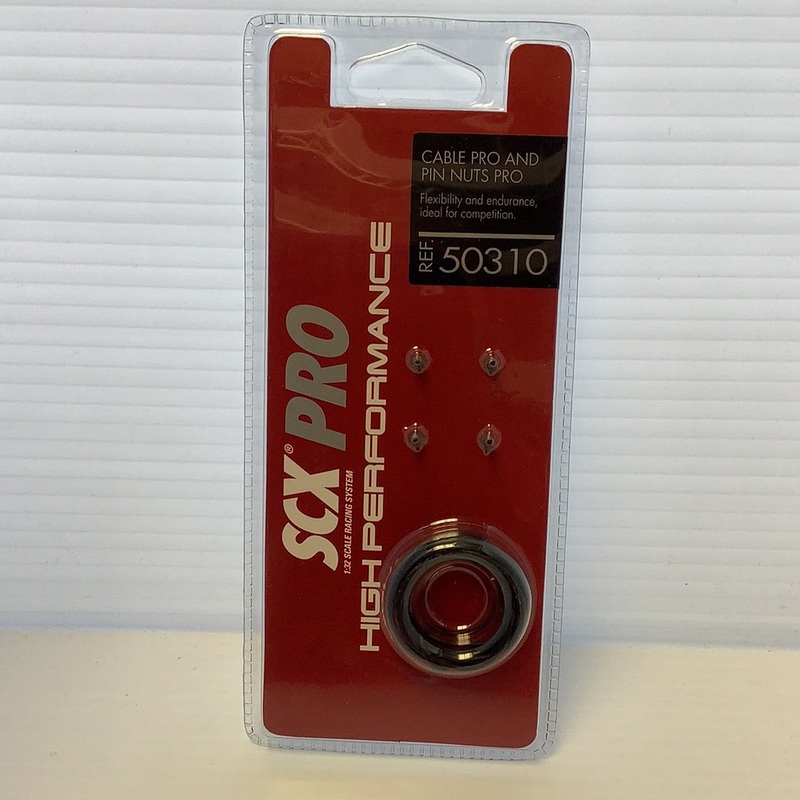 CABLE PRO AND
PIN NUTS PRO
Flexibility and endurance,
ideal for competition.
REF. 50310
SCX® PRO
1:32 SCALE RACING SYSTEM
HIGH PERFORMANCE